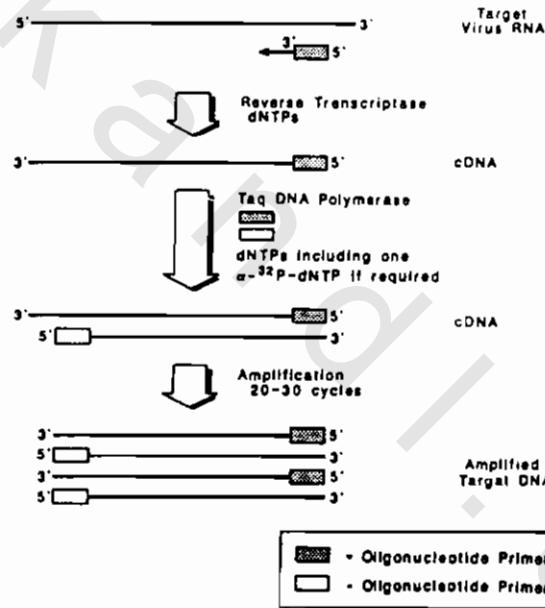 5' 3' Target
Virus RNA
3' 5'
Reverse Transcriptase
dNTPs
3' 5' cDNA
Taq DNA Polymerase
dNTPs including one
α-³²P-dNTP if required
3' 5'
5' 3' cDNA
Amplification
20-30 cycles
3' 5'
5' 3'
3' 5' Amplified
5' 3' Targat DNA
- Oligonucleotide Primer
- Oligonucleotide Primer